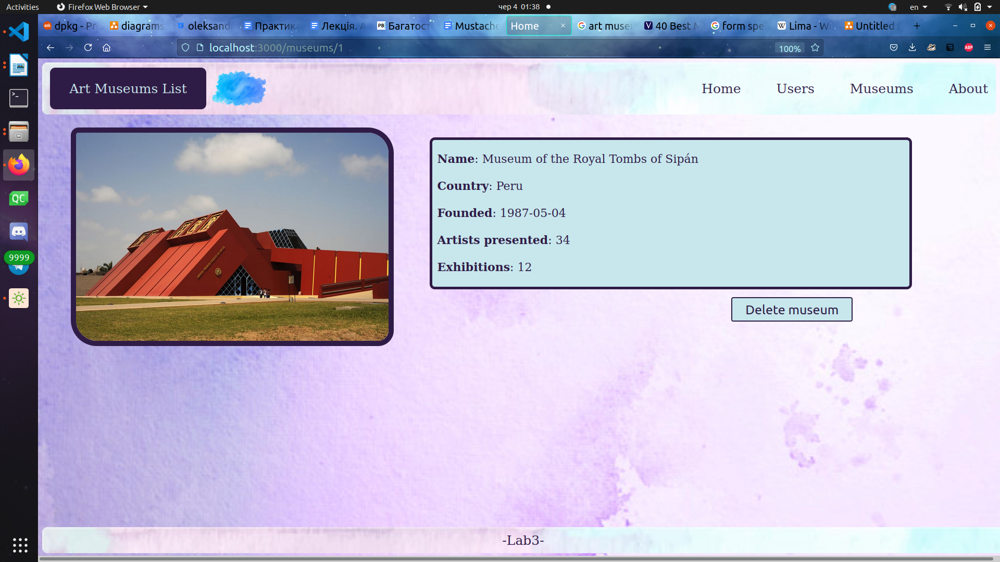 Activities
Firefox Web Browser
чер 4 01:38
en
dpkg - Pr
diagrams
oleksand
Практика
Лекція. А
Багатост
Mustache
Home
art muse
40 Best M
form spe
Lima - Wi
Untitled
localhost:3000/museums/1
100%
ABP
Art Museums List
Home
Users
Museums
About
Name: Museum of the Royal Tombs of Sipán
Country: Peru
Founded: 1987-05-04
Artists presented: 34
Exhibitions: 12
Delete museum
QC
9999
-Lab3-